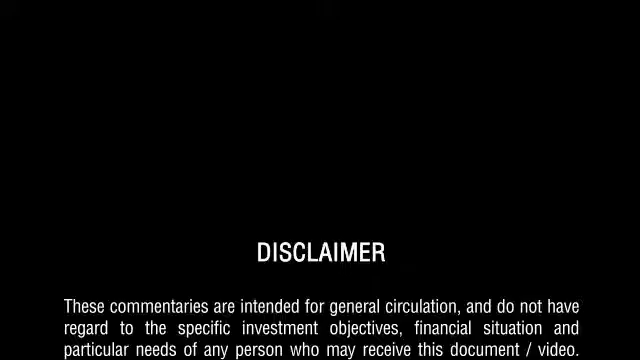 DISCLAIMER
These commentaries are intended for general circulation, and do not have
regard to the specific investment objectives, financial situation and
particular needs of any person who may receive this document / video.